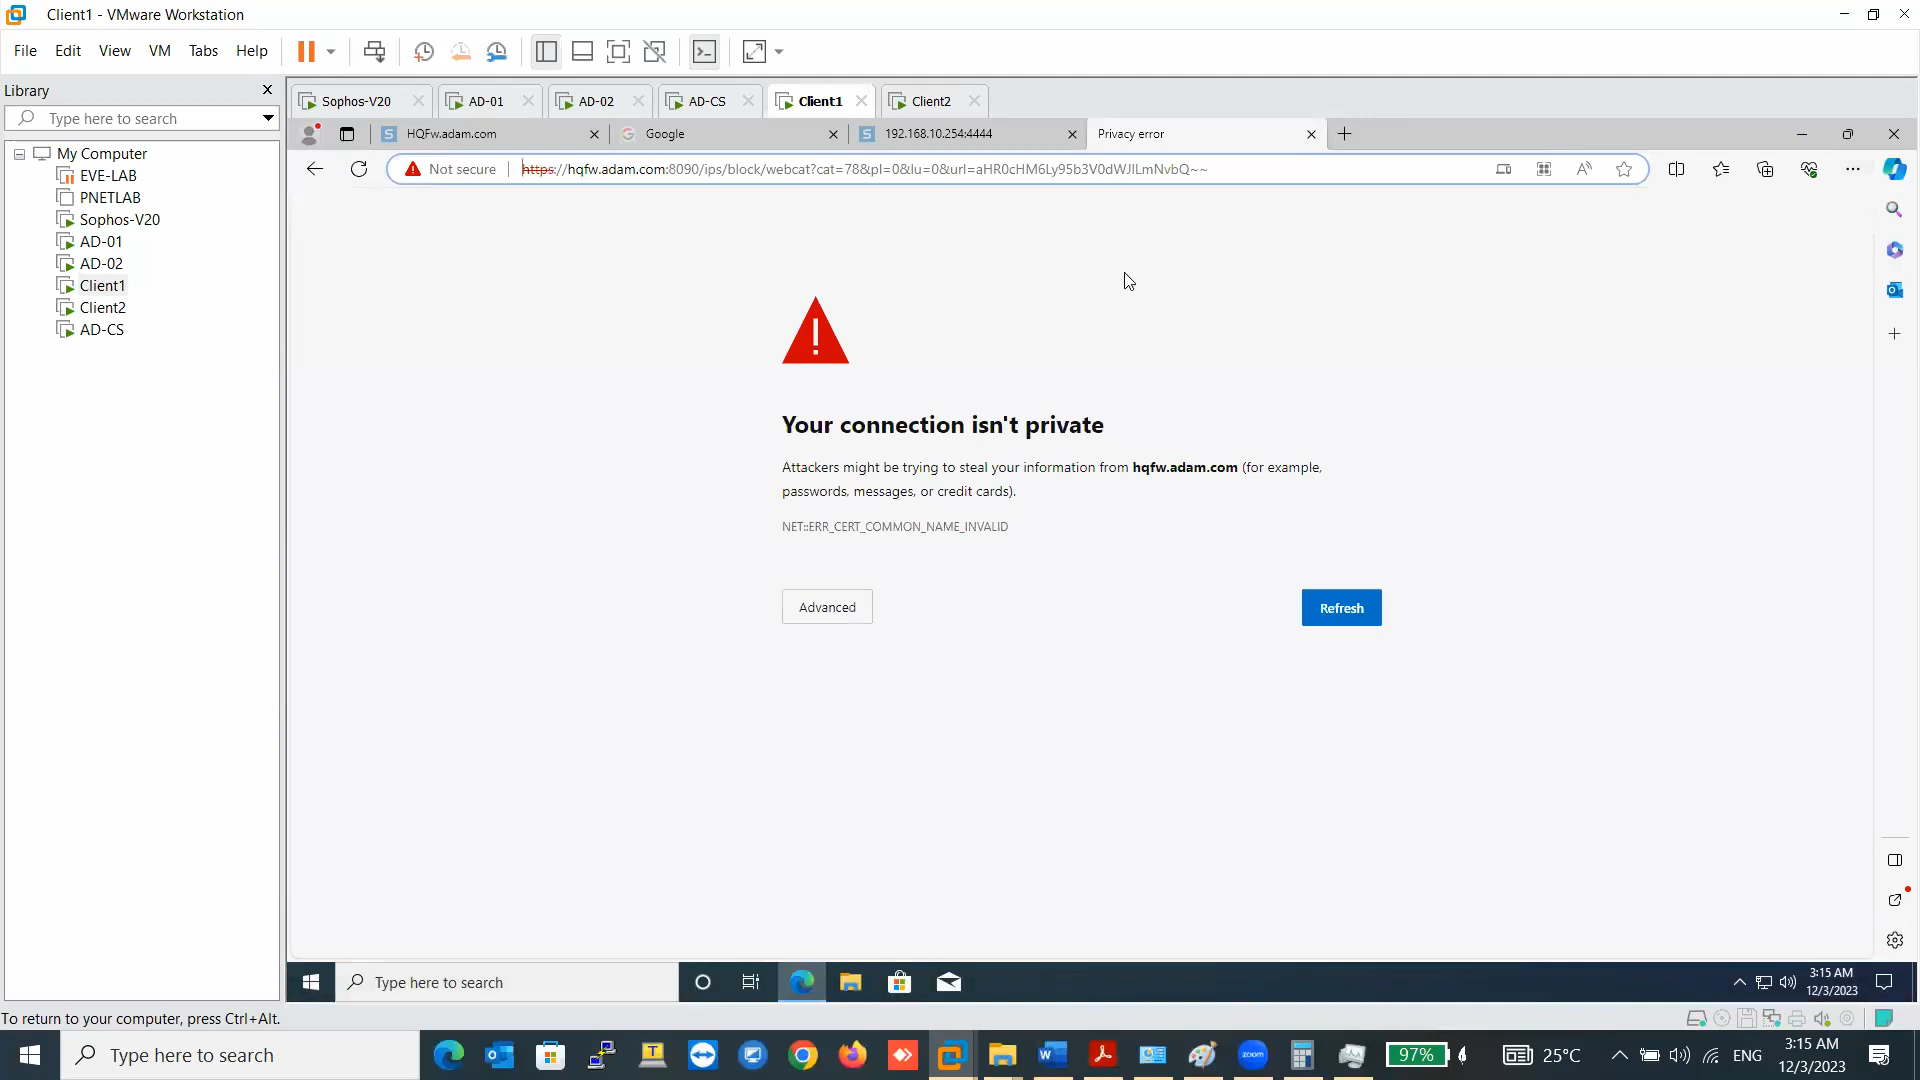 Client1 - VMware Workstation
File Edit View VM Tabs Help
Library
Type here to search
My Computer
EVE-LAB
PNETLAB
Sophos-V20
AD-01
AD-02
Client1
Client2
AD-CS
Sophos-V20 AD-01 AD-02 AD-CS Client1 Client2
HQFw.adam.com Google 192.168.10.254:4444 Privacy error
Not secure https://hqfw.adam.com:8090/ips/block/webcat?cat=78&pl=0&lu=0&url=aHR0cHM6Ly95b3V0dWJlLmNvbQ~~
Your connection isn't private
Attackers might be trying to steal your information from hqfw.adam.com (for example,
passwords, messages, or credit cards).
NET::ERR_CERT_COMMON_NAME_INVALID
Advanced Refresh
Type here to search
3:15 AM
12/3/2023
To return to your computer, press Ctrl+Alt.
Type here to search
zoom
97%
25°C
ENG
3:15 AM
12/3/2023